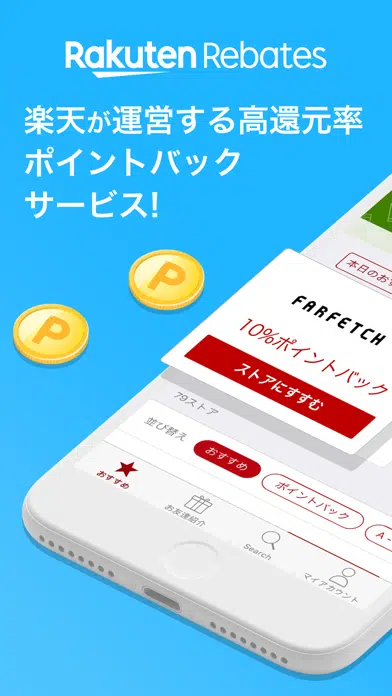 Rakuten Rebates
楽天が運営する高還元率
ポイントバック
サービス!
P
P
本日のお
FARFETCH
10%ポイントバック
ストアにすすむ
79ストア
並び替え
おすすめ
ポイントバック
A-
おすすめ
お友達紹介
Search
マイアカウント